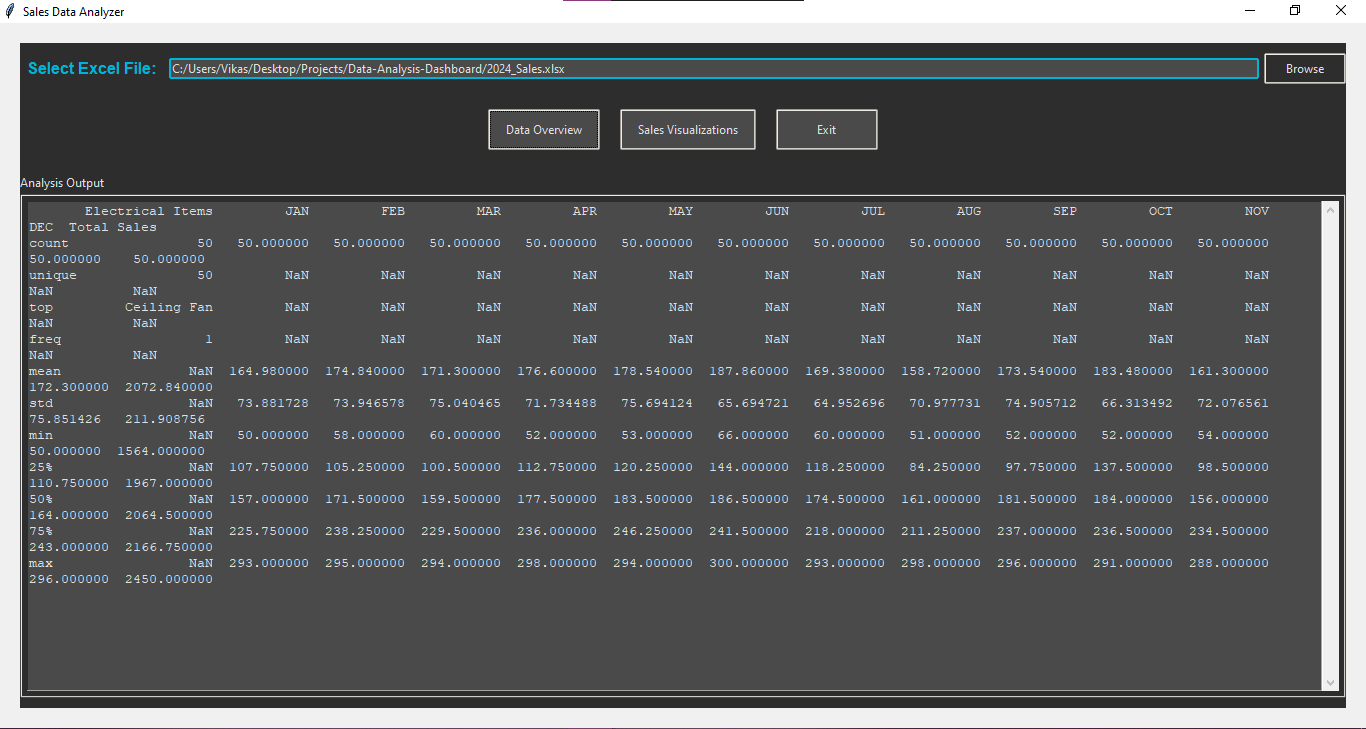 Sales Data Analyzer
Select Excel File: C:/Users/Vikas/Desktop/Projects/Data-Analysis-Dashboard/2024_Sales.xlsx Browse
Data Overview Sales Visualizations Exit
Analysis Output
Electrical Items JAN FEB MAR APR MAY JUN JUL AUG SEP OCT NOV
DEC Total Sales
count 50 50.000000 50.000000 50.000000 50.000000 50.000000 50.000000 50.000000 50.000000 50.000000 50.000000 50.000000
50.000000 50.000000
unique 50 NaN NaN NaN NaN NaN NaN NaN NaN NaN NaN NaN
NaN NaN
top Ceiling Fan NaN NaN NaN NaN NaN NaN NaN NaN NaN NaN NaN
NaN NaN
freq 1 NaN NaN NaN NaN NaN NaN NaN NaN NaN NaN NaN
NaN NaN
mean NaN 164.980000 174.840000 171.300000 176.600000 178.540000 187.860000 169.380000 158.720000 173.540000 183.480000 161.300000
172.300000 2072.840000
std NaN 73.881728 73.946578 75.040465 71.734488 75.694124 65.694721 64.952696 70.977731 74.905712 66.313492 72.076561
75.851426 211.908756
min NaN 50.000000 58.000000 60.000000 52.000000 53.000000 66.000000 60.000000 51.000000 52.000000 52.000000 54.000000
50.000000 1564.000000
25% NaN 107.750000 105.250000 100.500000 112.750000 120.250000 144.000000 118.250000 84.250000 97.750000 137.500000 98.500000
110.750000 1967.000000
50% NaN 157.000000 171.500000 159.500000 177.500000 183.500000 186.500000 174.500000 161.000000 181.500000 184.000000 156.000000
164.000000 2064.500000
75% NaN 225.750000 238.250000 229.500000 236.000000 246.250000 241.500000 218.000000 211.250000 237.000000 236.500000 234.500000
243.000000 2166.750000
max NaN 293.000000 295.000000 294.000000 298.000000 294.000000 300.000000 293.000000 298.000000 296.000000 291.000000 288.000000
296.000000 2450.000000